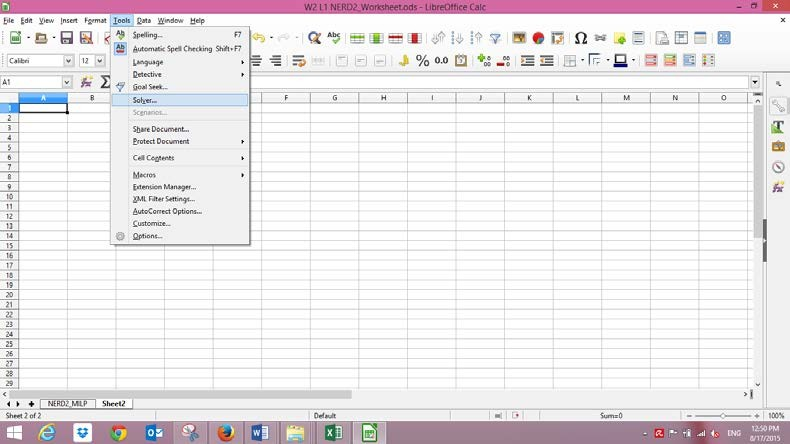 W2 L1 NERD2_Worksheet.ods - LibreOffice Calc
File Edit View Insert Format Tools Data Window Help
Spelling... F7
Automatic Spell Checking Shift+F7
Language
Detective
Goal Seek...
Solver...
Scenarios...
Share Document...
Protect Document
Cell Contents
Macros
Extension Manager...
XML Filter Settings...
AutoCorrect Options...
Customize...
Options...
Calibri 12
% 0.0
A1
A B F G H I J K L M N O
1
2
3
4
5
6
7
8
9
10
11
12
13
14
15
16
17
18
19
20
21
22
23
24
25
26
27
28
29
NERD2_MILP Sheet2
Sheet 2 of 2 Default Sum=0 100%
ENG 12:50 PM
8/17/2015